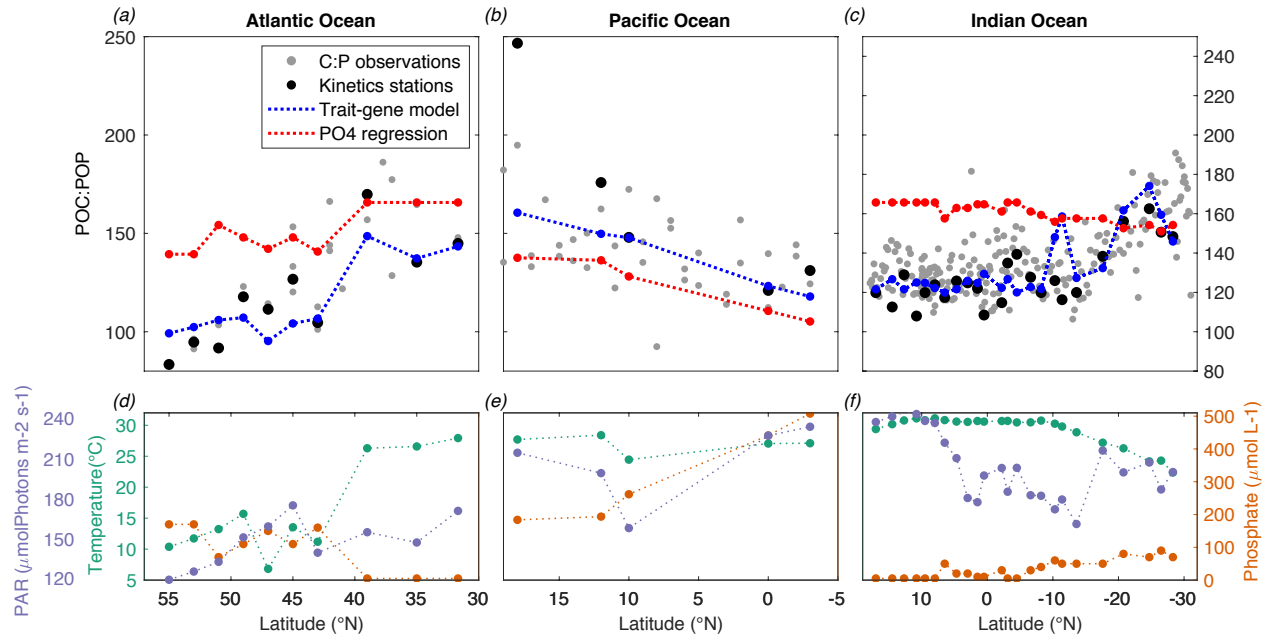 (a) Atlantic Ocean (b) Pacific Ocean (c) Indian Ocean
250
200
150
100
POC:POP
C:P observations
Kinetics stations
Trait-gene model
PO4 regression
240
220
200
180
160
140
120
100
80
(d) (e) (f)
240
210
180
150
120
PAR (μmolPhotons m-2 s-1)
30
25
20
15
10
5
Temperature(°C)
500
400
300
200
100
0
Phosphate (μmol L-1)
55 50 45 40 35 30
15 10 5 0 -5
10 0 -10 -20 -30
Latitude (°N) Latitude (°N) Latitude (°N)